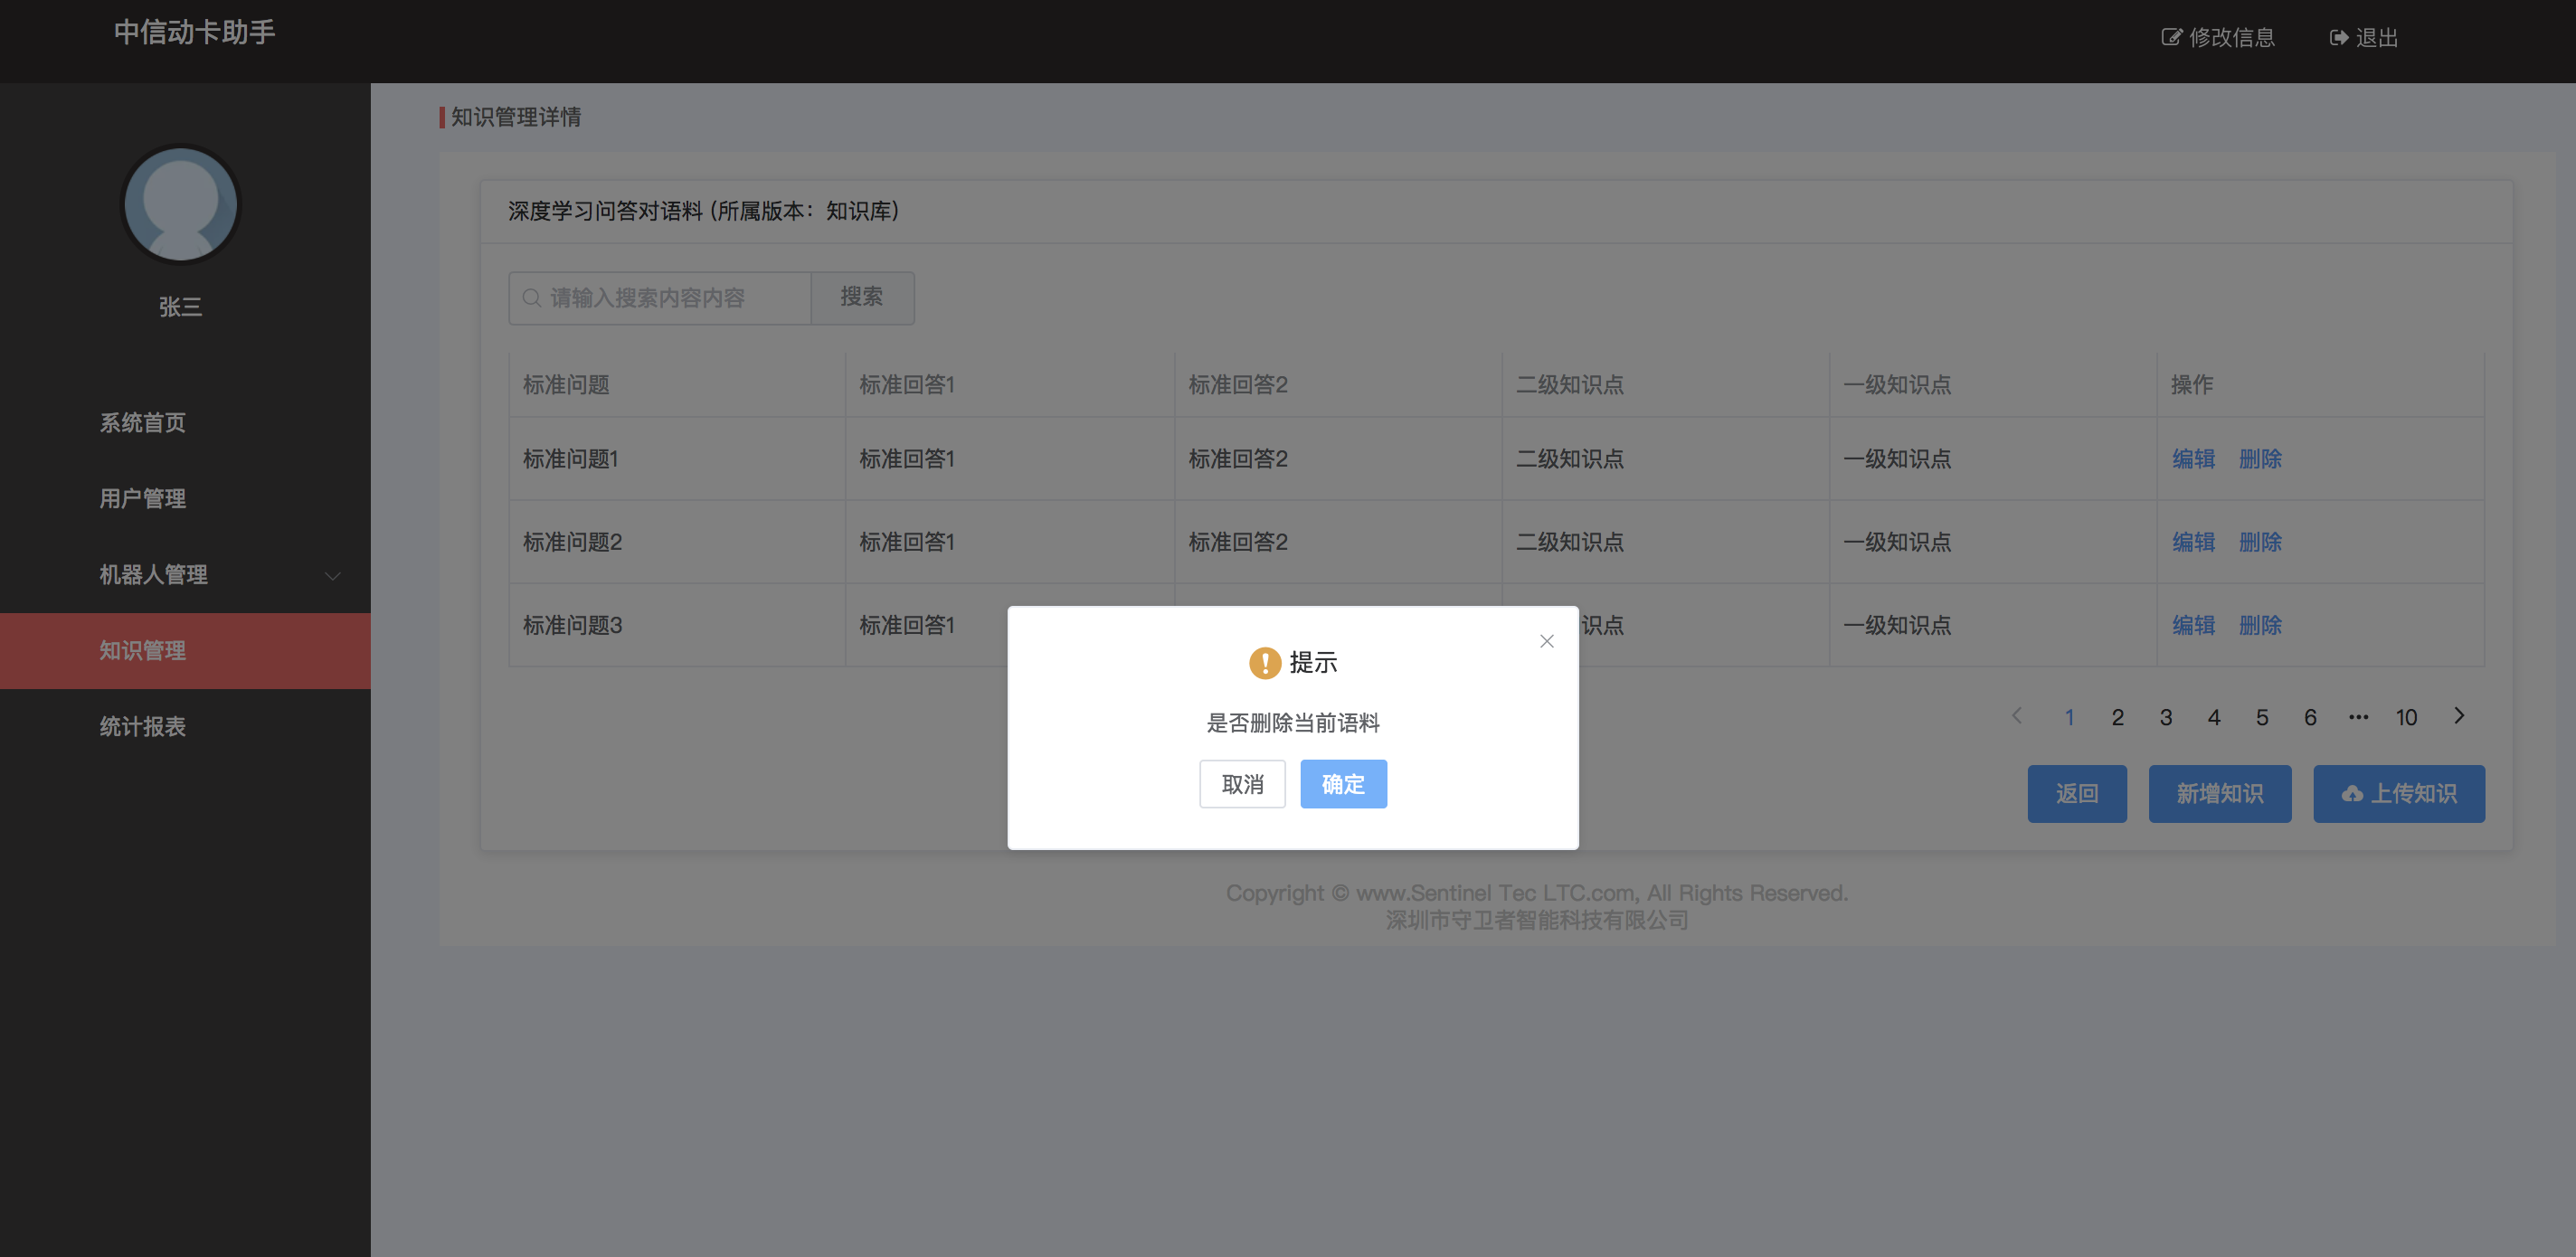 中信动卡助手
修改信息 退出
张三
系统首页
用户管理
机器人管理
知识管理
统计报表
知识管理详情
深度学习问答对语料 (所属版本：知识库)
请输入搜索内容内容 搜索
标准问题 标准回答1 标准回答2 二级知识点 一级知识点 操作
标准问题1 标准回答1 标准回答2 二级知识点 一级知识点 编辑 删除
标准问题2 标准回答1 标准回答2 二级知识点 一级知识点 编辑 删除
标准问题3 标准回答1 识点 一级知识点 编辑 删除
提示
是否删除当前语料
取消 确定
1 2 3 4 5 6 ••• 10
返回 新增知识 上传知识
Copyright © www.Sentinel Tec LTC.com, All Rights Reserved.
深圳市守卫者智能科技有限公司